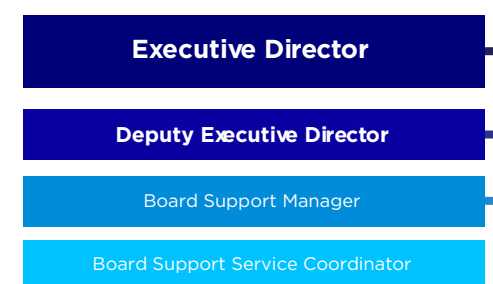 Executive Director
Deputy Executive Director
Board Support Manager
Board Support Service Coordinator